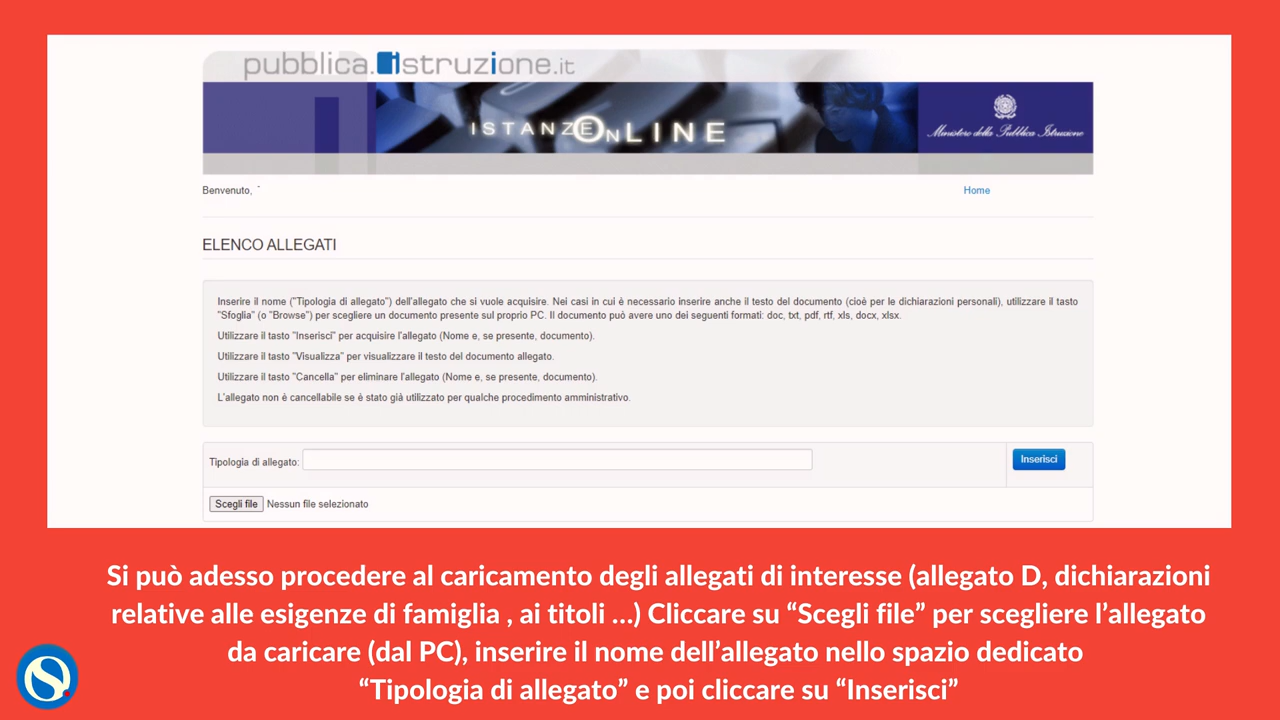 pubblica.istruzione.it
ISTANZE ONLINE
Ministero della Pubblica Istruzione
Benvenuto,
Home
ELENCO ALLEGATI
Inserire il nome ("Tipologia di allegato") dell'allegato che si vuole acquisire. Nei casi in cui è necessario inserire anche il testo del documento (cioè per le dichiarazioni personali), utilizzare il tasto
"Sfoglia" (o "Browse") per scegliere un documento presente sul proprio PC. Il documento può avere uno dei seguenti formati: doc, txt, pdf, rtf, xls, docx, xlsx.
Utilizzare il tasto "Inserisci" per acquisire l'allegato (Nome e, se presente, documento).
Utilizzare il tasto "Visualizza" per visualizzare il testo del documento allegato.
Utilizzare il tasto "Cancella" per eliminare l'allegato (Nome e, se presente, documento).
L'allegato non è cancellabile se è stato già utilizzato per qualche procedimento amministrativo.
Tipologia di allegato:
Inserisci
Scegli file Nessun file selezionato
Si può adesso procedere al caricamento degli allegati di interesse (allegato D, dichiarazioni
relative alle esigenze di famiglia , ai titoli ...) Cliccare su “Scegli file” per scegliere l’allegato
da caricare (dal PC), inserire il nome dell’allegato nello spazio dedicato
“Tipologia di allegato” e poi cliccare su “Inserisci”
S